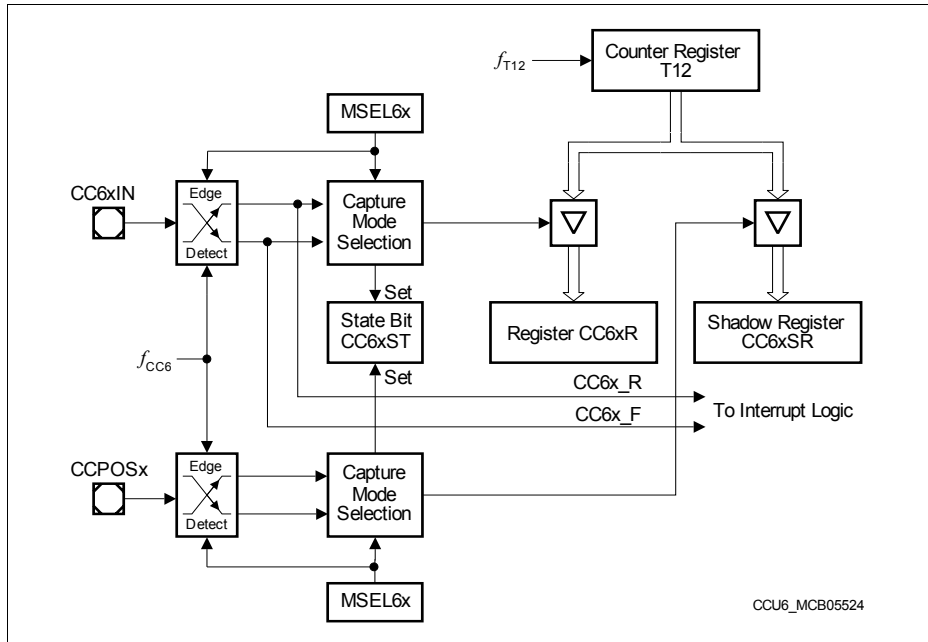 Counter Register
T12
fT12
MSEL6x
CC6xIN
Edge
Detect
Capture
Mode
Selection
Set
State Bit
CC6xST
Set
Register CC6xR
Shadow Register
CC6xSR
fCC6
CC6x_R
CC6x_F
To Interrupt Logic
CCPOSx
Edge
Detect
Capture
Mode
Selection
MSEL6x
CCU6_MCB05524